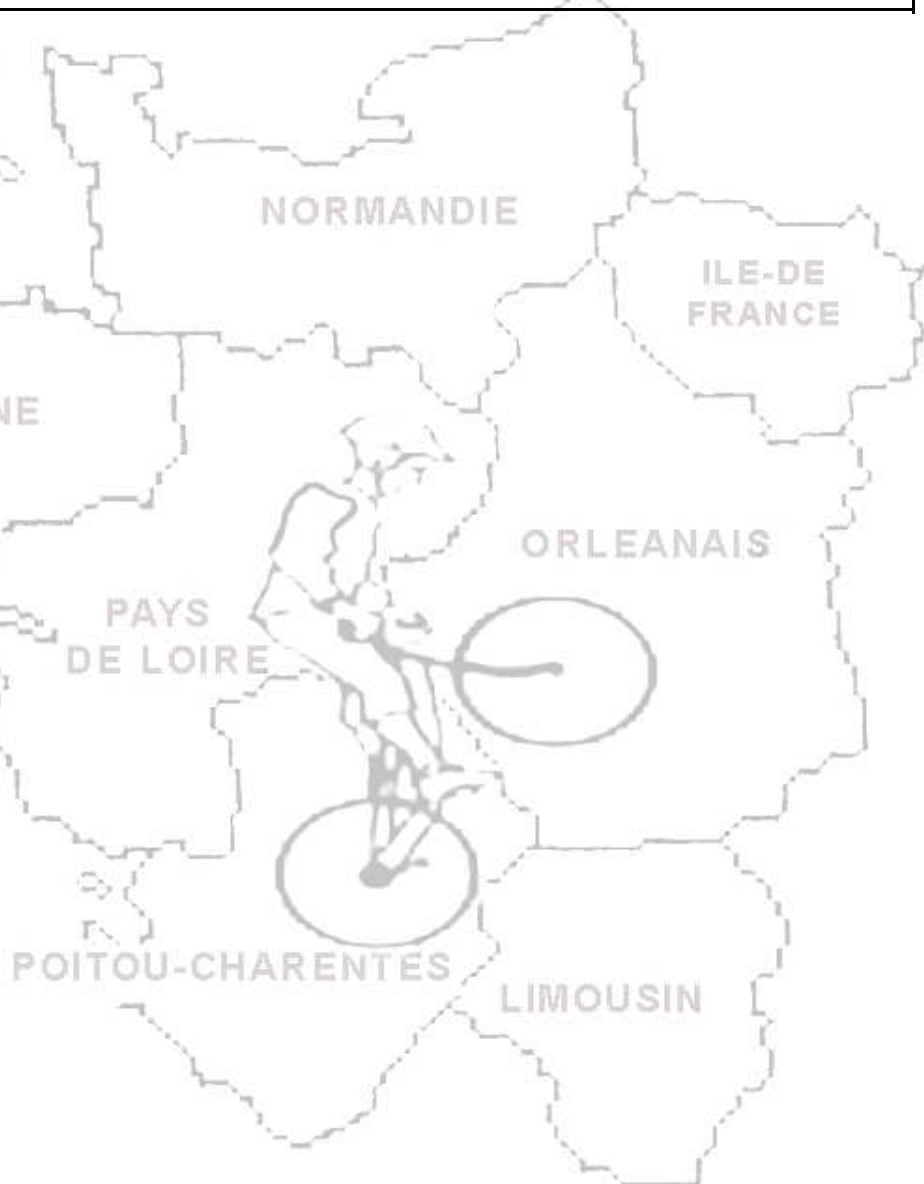 NORMANDIE
ILE-DE
FRANCE
NE
ORLEANAIS
PAYS
DE LOIRE
POITOU-CHARENTES
LIMOUSIN